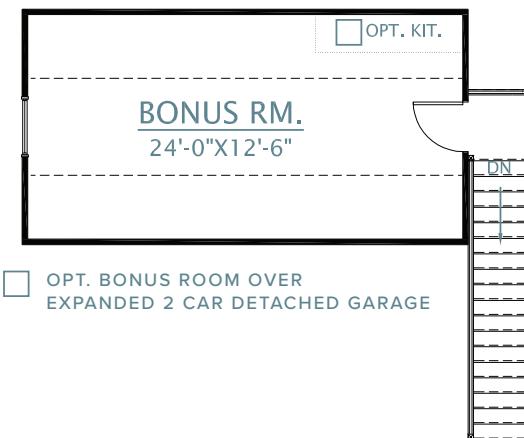 OPT. KIT.
BONUS RM.
24'-0"X12'-6"
DN
OPT. BONUS ROOM OVER
EXPANDED 2 CAR DETACHED GARAGE